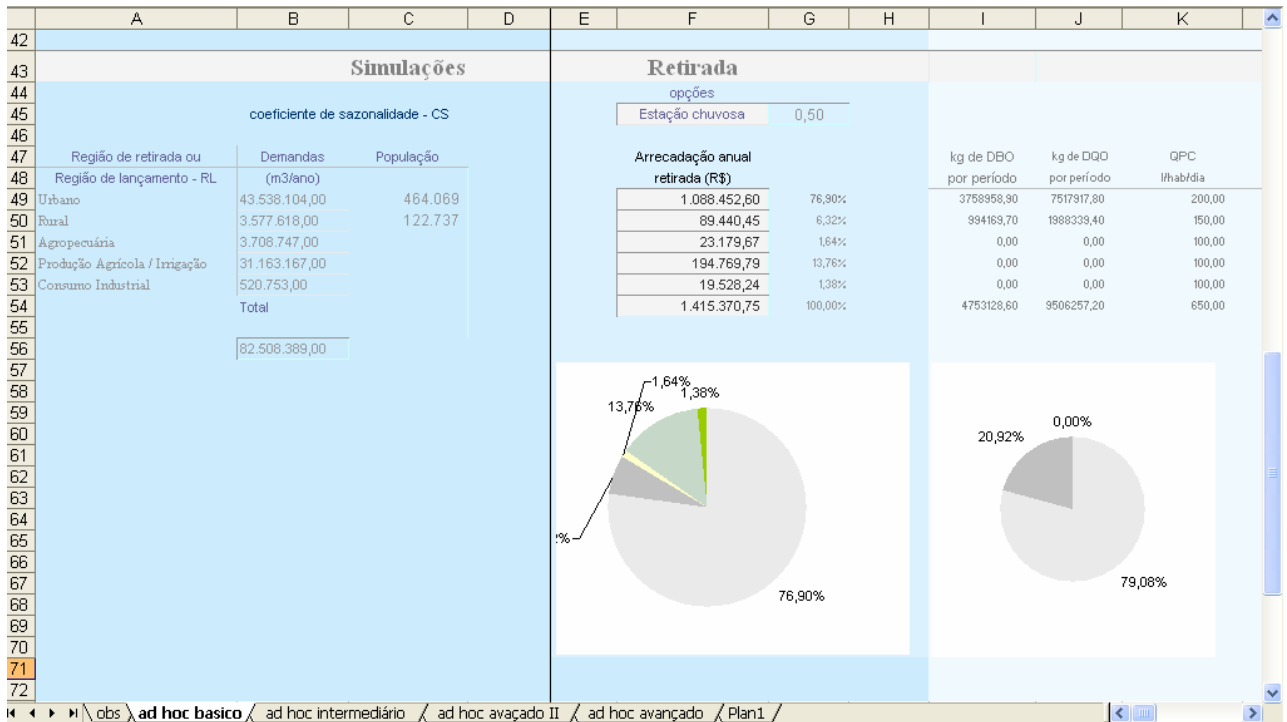 A B C D E F G H I J K
42
43 Simulações Retirada
44 opções
45 coeficiente de sazonalidade - CS Estação chuvosa 0,50
46
47 Região de retirada ou Demandas População Arrecadação anual kg de DBO kg de DQO QPC
48 Região de lançamento - RL (m3/ano) retirada (R$) por período por período l/hab/dia
49 Urbano 43.538.104,00 464.069 1.088.452,60 76,90% 3758958,90 7517917,80 200,00
50 Rural 3.577.618,00 122.737 89.440,45 6,32% 994169,70 1988339,40 150,00
51 Agropecuária 3.708.747,00 23.179,67 1,64% 0,00 0,00 100,00
52 Produção Agrícola / Irrigação 31.163.167,00 194.769,79 13,76% 0,00 0,00 100,00
53 Consumo Industrial 520.753,00 19.528,24 1,38% 0,00 0,00 100,00
54 Total 1.415.370,75 100,00% 4753128,60 9506257,20 650,00
55
56 82.508.389,00
57
58 1,64% 1,38%
59 13,76% 0,00%
60 20,92%
61
62
63
64
65 %
66
67 79,08%
68 76,90%
69
70
71
72
obs ad hoc basico ad hoc intermediário ad hoc avaçado II ad hoc avançado Plan1